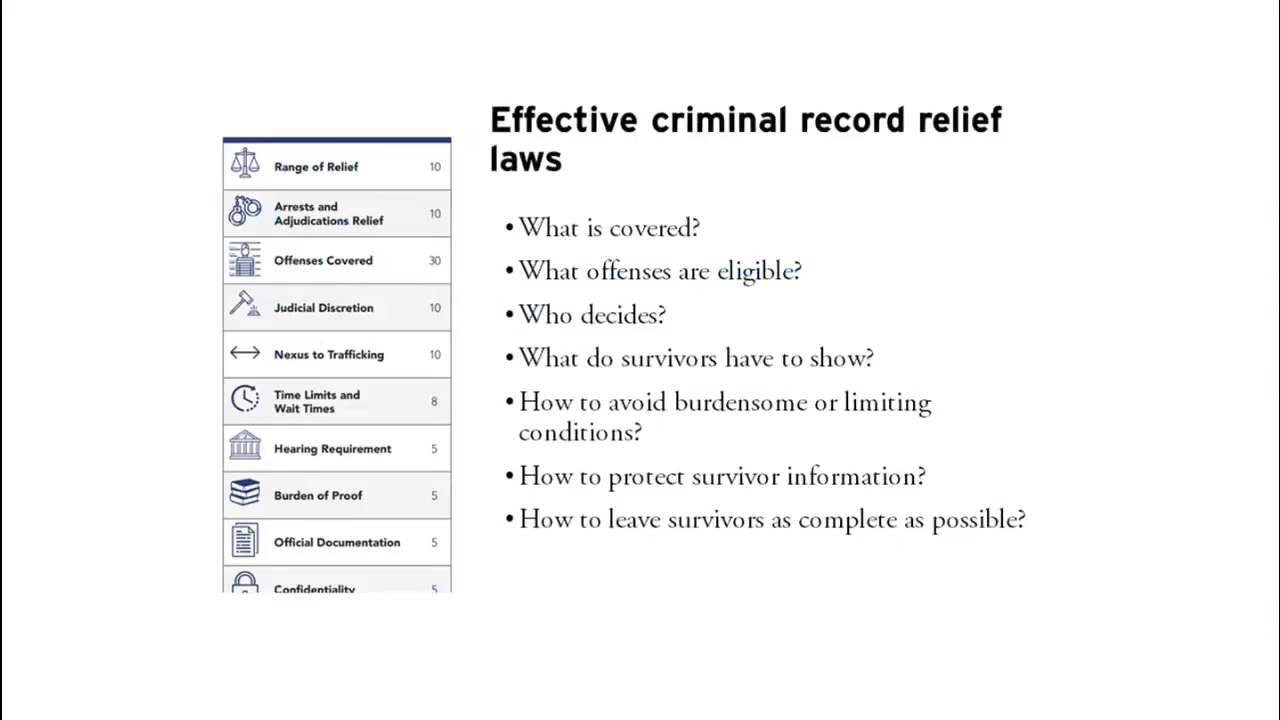 Effective criminal record relief
laws
Range of Relief 10
Arrests and
Adjudications Relief 10
Offenses Covered 30
Judicial Discretion 10
Nexus to Trafficking 10
Time Limits and
Wait Times 8
Hearing Requirement 5
Burden of Proof 5
Official Documentation 5
Confidentiality 5
• What is covered?
• What offenses are eligible?
• Who decides?
• What do survivors have to show?
• How to avoid burdensome or limiting
conditions?
• How to protect survivor information?
• How to leave survivors as complete as possible?